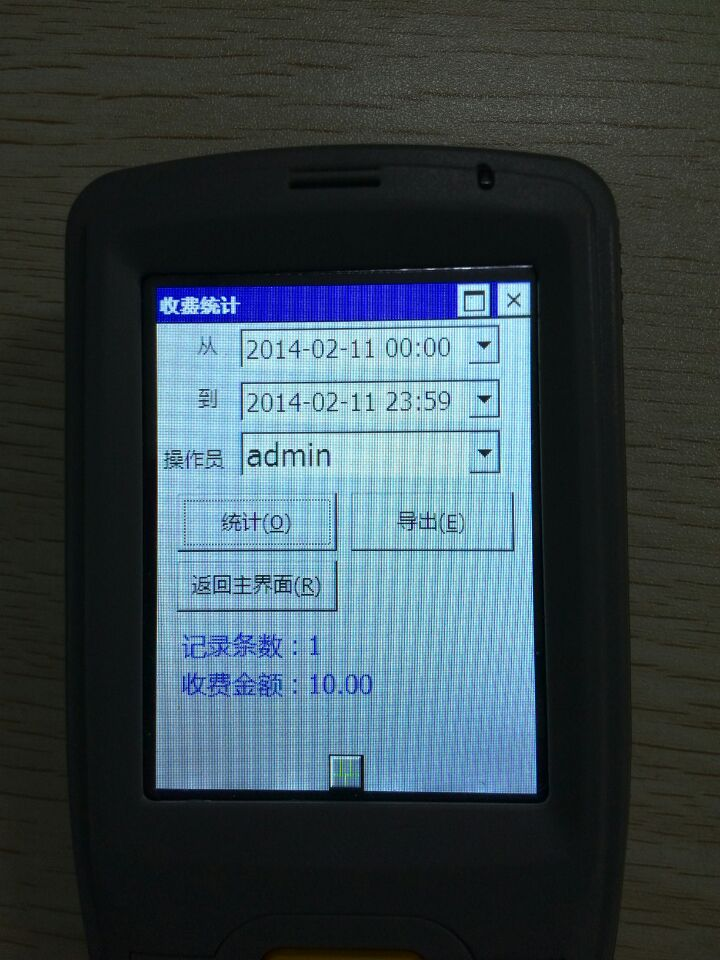 收费统计
从 2014-02-11 00:00
到 2014-02-11 23:59
操作员 admin
统计(O) 导出(E)
返回主界面(R)
记录条数：1
收费金额：10.00